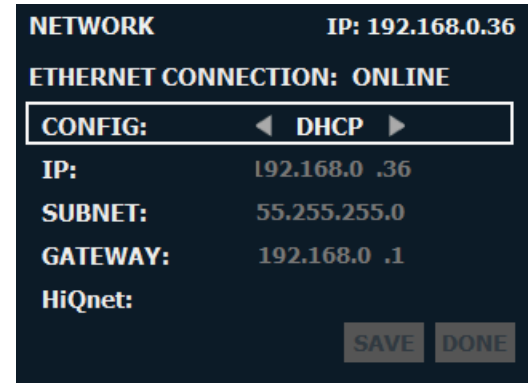 NETWORK IP: 192.168.0.36
ETHERNET CONNECTION: ONLINE
CONFIG: ◀ DHCP ▶
IP: 192.168.0 .36
SUBNET: 55.255.255.0
GATEWAY: 192.168.0 .1
HiQnet:
SAVE DONE